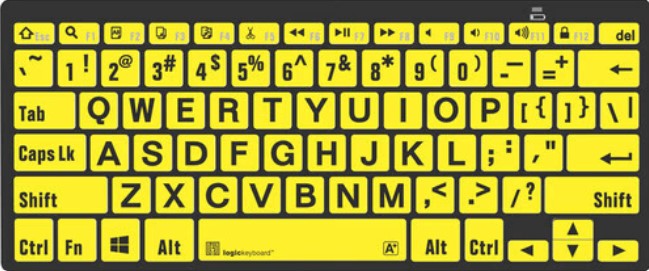 Esc F1 F2 F3 F4 F5 F6 F7 F8 F9 F10 F11 F12 del
` ~ 1 ! 2 @ 3 # 4 $ 5 % 6 ^ 7 & 8 * 9 ( 0 ) - _ = + ←
Tab Q W E R T Y U I O P [ { ] } \ |
Caps Lk A S D F G H J K L ; : ' " ↵
Shift Z X C V B N M , < . > / ? Shift
Ctrl Fn Alt logickeyboard™ A+ Alt Ctrl ◄ ▲ ▼ ►